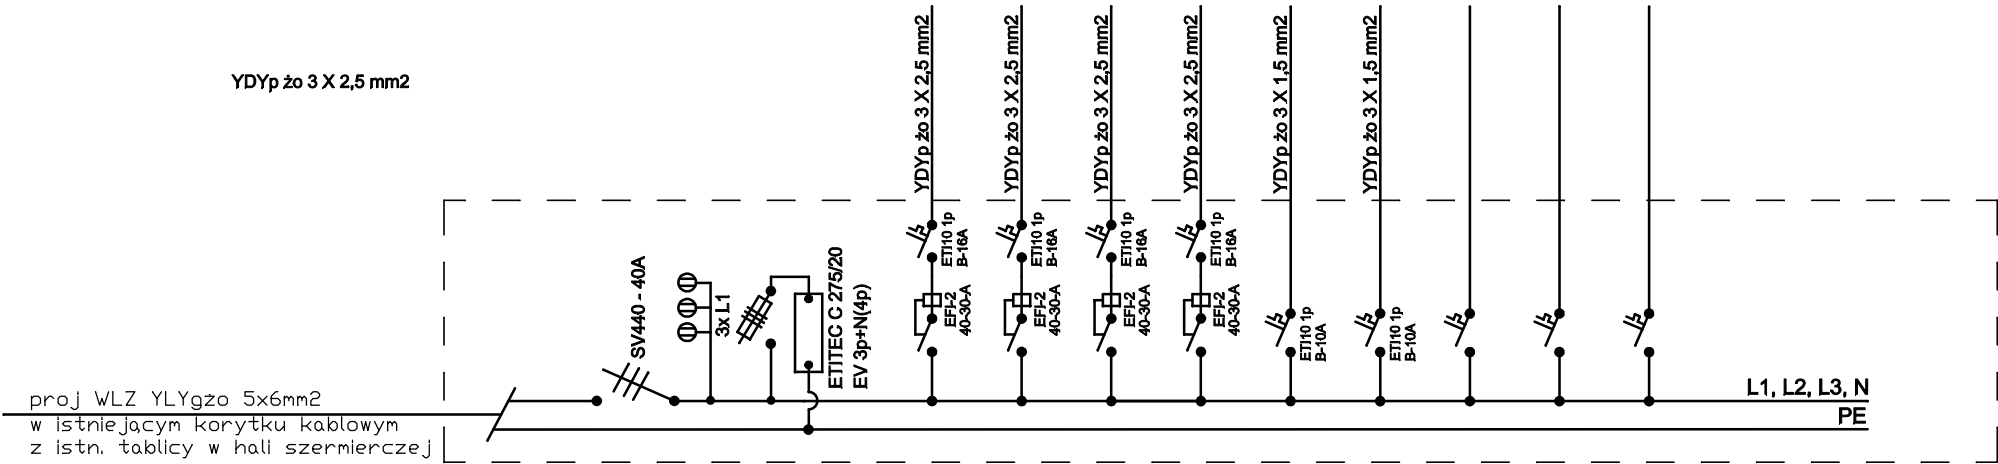 YDYp żo 3 X 2,5 mm2
YDYp żo 3 X 2,5 mm2
YDYp żo 3 X 2,5 mm2
YDYp żo 3 X 2,5 mm2
YDYp żo 3 X 2,5 mm2
YDYp żo 3 X 1,5 mm2
YDYp żo 3 X 1,5 mm2
ETI10 1p
B-16A
ETI10 1p
B-16A
ETI10 1p
B-16A
ETI10 1p
B-16A
EFI-2
40-30-A
EFI-2
40-30-A
EFI-2
40-30-A
EFI-2
40-30-A
ETI10 1p
B-10A
ETI10 1p
B-10A
SV440 - 40A
3x L1
ETITEC C 275/20
EV 3p+N(4p)
L1, L2, L3, N
PE
proj WLZ YLYgżo 5x6mm2
w istniejącym korytku kablowym
z istn. tablicy w hali szermierczej